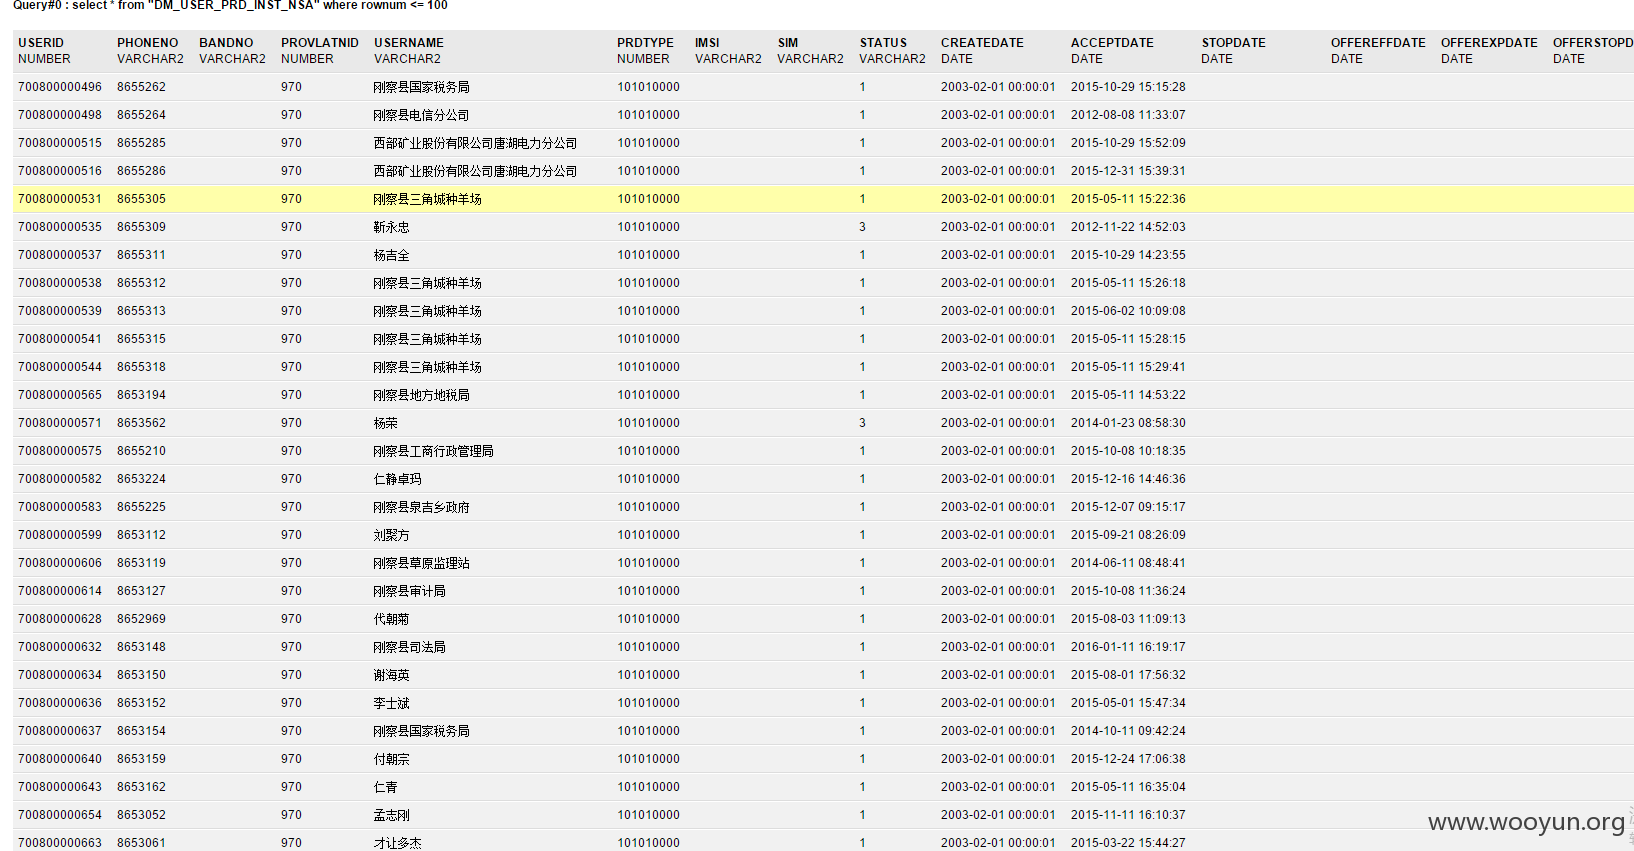 Query#0 : select * from "DM_USER_PRD_INST_NSA" where rownum <= 100
USERID PHONENO BANDNO PROVLATNID USERNAME PRDTYPE IMSI SIM STATUS CREATEDATE ACCEPTDATE STOPDATE OFFEREFFDATE OFFEREXPDATE OFFERSTOPD
NUMBER VARCHAR2 VARCHAR2 NUMBER VARCHAR2 NUMBER VARCHAR2 VARCHAR2 VARCHAR2 DATE DATE DATE DATE DATE DATE
700800000496 8655262 970 刚察县国家税务局 101010000 1 2003-02-01 00:00:01 2015-10-29 15:15:28
700800000498 8655264 970 刚察县电信分公司 101010000 1 2003-02-01 00:00:01 2012-08-08 11:33:07
700800000515 8655285 970 西部矿业股份有限公司唐湖电力分公司 101010000 1 2003-02-01 00:00:01 2015-10-29 15:52:09
700800000516 8655286 970 西部矿业股份有限公司唐湖电力分公司 101010000 1 2003-02-01 00:00:01 2015-12-31 15:39:31
700800000531 8655305 970 刚察县三角城种羊场 101010000 1 2003-02-01 00:00:01 2015-05-11 15:22:36
700800000535 8655309 970 靳永忠 101010000 3 2003-02-01 00:00:01 2012-11-22 14:52:03
700800000537 8655311 970 杨吉全 101010000 1 2003-02-01 00:00:01 2015-10-29 14:23:55
700800000538 8655312 970 刚察县三角城种羊场 101010000 1 2003-02-01 00:00:01 2015-05-11 15:26:18
700800000539 8655313 970 刚察县三角城种羊场 101010000 1 2003-02-01 00:00:01 2015-06-02 10:09:08
700800000541 8655315 970 刚察县三角城种羊场 101010000 1 2003-02-01 00:00:01 2015-05-11 15:28:15
700800000544 8655318 970 刚察县三角城种羊场 101010000 1 2003-02-01 00:00:01 2015-05-11 15:29:41
700800000565 8653194 970 刚察县地方地税局 101010000 1 2003-02-01 00:00:01 2015-05-11 14:53:22
700800000571 8653562 970 杨荣 101010000 3 2003-02-01 00:00:01 2014-01-23 08:58:30
700800000575 8655210 970 刚察县工商行政管理局 101010000 1 2003-02-01 00:00:01 2015-10-08 10:18:35
700800000582 8653224 970 仁静卓玛 101010000 1 2003-02-01 00:00:01 2015-12-16 14:46:36
700800000583 8655225 970 刚察县泉吉乡政府 101010000 1 2003-02-01 00:00:01 2015-12-07 09:15:17
700800000599 8653112 970 刘聚方 101010000 1 2003-02-01 00:00:01 2015-09-21 08:26:09
700800000606 8653119 970 刚察县草原监理站 101010000 1 2003-02-01 00:00:01 2014-06-11 08:48:41
700800000614 8653127 970 刚察县审计局 101010000 1 2003-02-01 00:00:01 2015-10-08 11:36:24
700800000628 8652969 970 代朝菊 101010000 1 2003-02-01 00:00:01 2015-08-03 11:09:13
700800000632 8653148 970 刚察县司法局 101010000 1 2003-02-01 00:00:01 2016-01-11 16:19:17
700800000634 8653150 970 谢海英 101010000 1 2003-02-01 00:00:01 2015-08-01 17:56:32
700800000636 8653152 970 李士斌 101010000 1 2003-02-01 00:00:01 2015-05-01 15:47:34
700800000637 8653154 970 刚察县国家税务局 101010000 1 2003-02-01 00:00:01 2014-10-11 09:42:24
700800000640 8653159 970 付朝宗 101010000 1 2003-02-01 00:00:01 2015-12-24 17:06:38
700800000643 8653162 970 仁青 101010000 1 2003-02-01 00:00:01 2015-05-11 16:35:04
700800000654 8653052 970 孟志刚 101010000 1 2003-02-01 00:00:01 2015-11-11 16:10:37
700800000663 8653061 970 才让多杰 101010000 1 2003-02-01 00:00:01 2015-03-22 15:44:27
www.wooyun.org